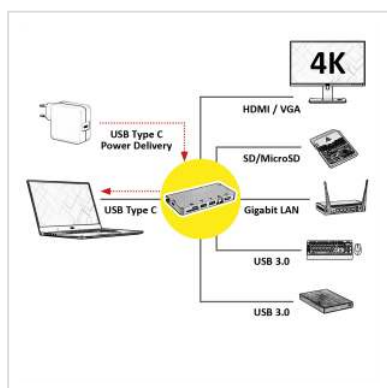 4K
HDMI / VGA
USB Type C
Power Delivery
SD/MicroSD
USB Type C
Gigabit LAN
USB 3.0
USB 3.0